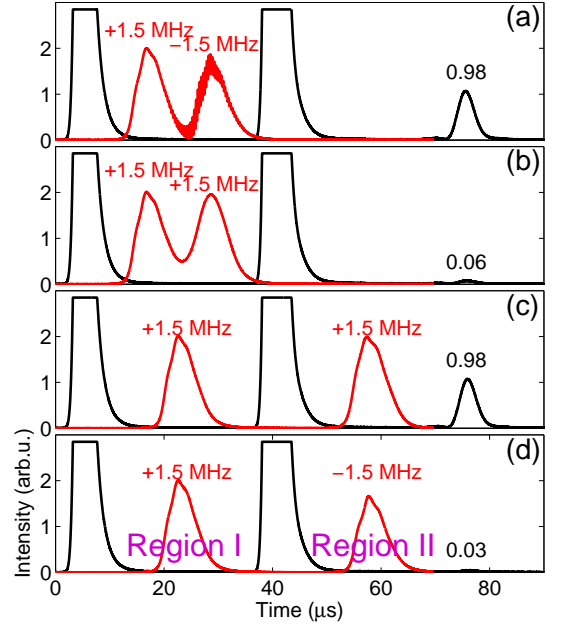 (a)
+1.5 MHz
−1.5 MHz
0.98
2
1
0
(b)
+1.5 MHz
+1.5 MHz
0.06
2
1
0
(c)
+1.5 MHz
+1.5 MHz
0.98
2
1
0
(d)
+1.5 MHz
−1.5 MHz
Region I
Region II
0.03
2
1
0
Intensity (arb.u.)
0 20 40 60 80
Time (μs)